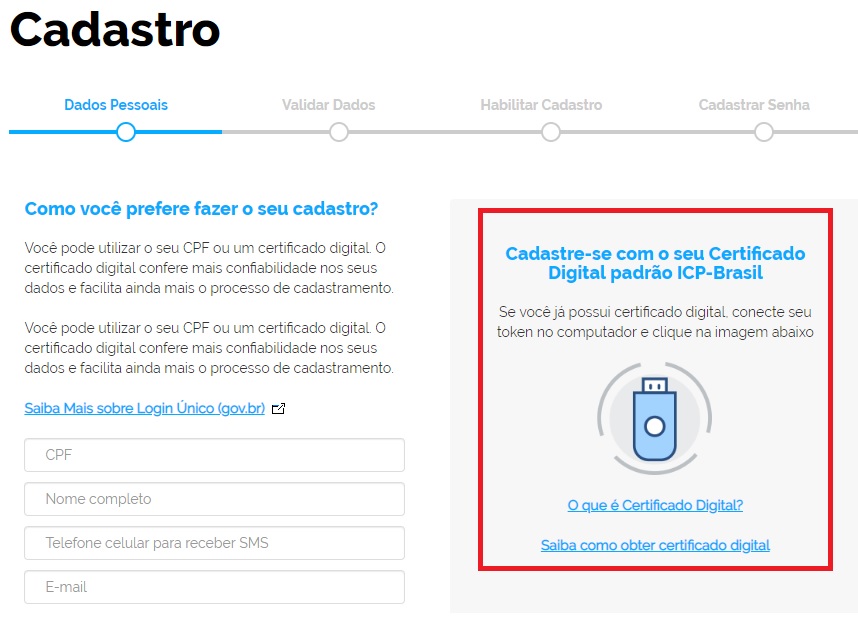 Cadastro
Dados Pessoais
Validar Dados
Habilitar Cadastro
Cadastrar Senha
Como você prefere fazer o seu cadastro?
Você pode utilizar o seu CPF ou um certificado digital. O
certificado digital confere mais confiabilidade nos seus
dados e facilita ainda mais o processo de cadastramento.
Você pode utilizar o seu CPF ou um certificado digital. O
certificado digital confere mais confiabilidade nos seus
dados e facilita ainda mais o processo de cadastramento.
Saiba Mais sobre Login Único (gov.br)
CPF
Nome completo
Telefone celular para receber SMS
E-mail
Cadastre-se com o seu Certificado
Digital padrão ICP-Brasil
Se você já possui certificado digital, conecte seu
token no computador e clique na imagem abaixo
O que é Certificado Digital?
Saiba como obter certificado digital